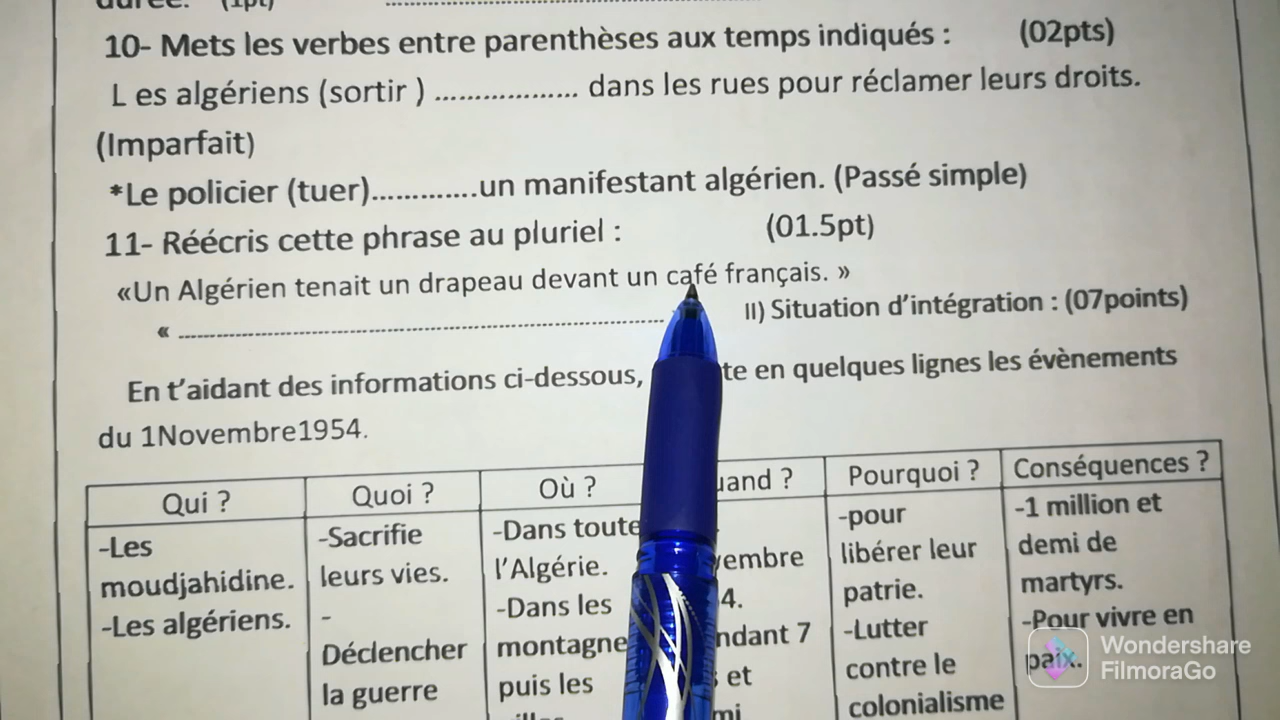 (1pt)
10- Mets les verbes entre parenthèses aux temps indiqués : (02pts)
L es algériens (sortir ) ................... dans les rues pour réclamer leurs droits.
(Imparfait)
*Le policier (tuer).............un manifestant algérien. (Passé simple)
11- Réécris cette phrase au pluriel : (01.5pt)
«Un Algérien tenait un drapeau devant un café français. »
« ........................................................ II) Situation d'intégration : (07points)
En t'aidant des informations ci-dessous, te en quelques lignes les évènements
du 1Novembre1954.
Qui ? Quoi ? Où ? uand ? Pourquoi ? Conséquences ?
-Les moudjahidine.
-Les algériens.
-Sacrifie
leurs vies.
-
Déclencher
la guerre
-Dans toute
l'Algérie.
-Dans les
montagne
puis les
vembre
4.
ndant 7
et
-pour
libérer leur
patrie.
-Lutter
contre le
colonialisme
-1 million et
demi de
martyrs.
-Pour vivre en
paix.
Wondershare
FilmoraGo